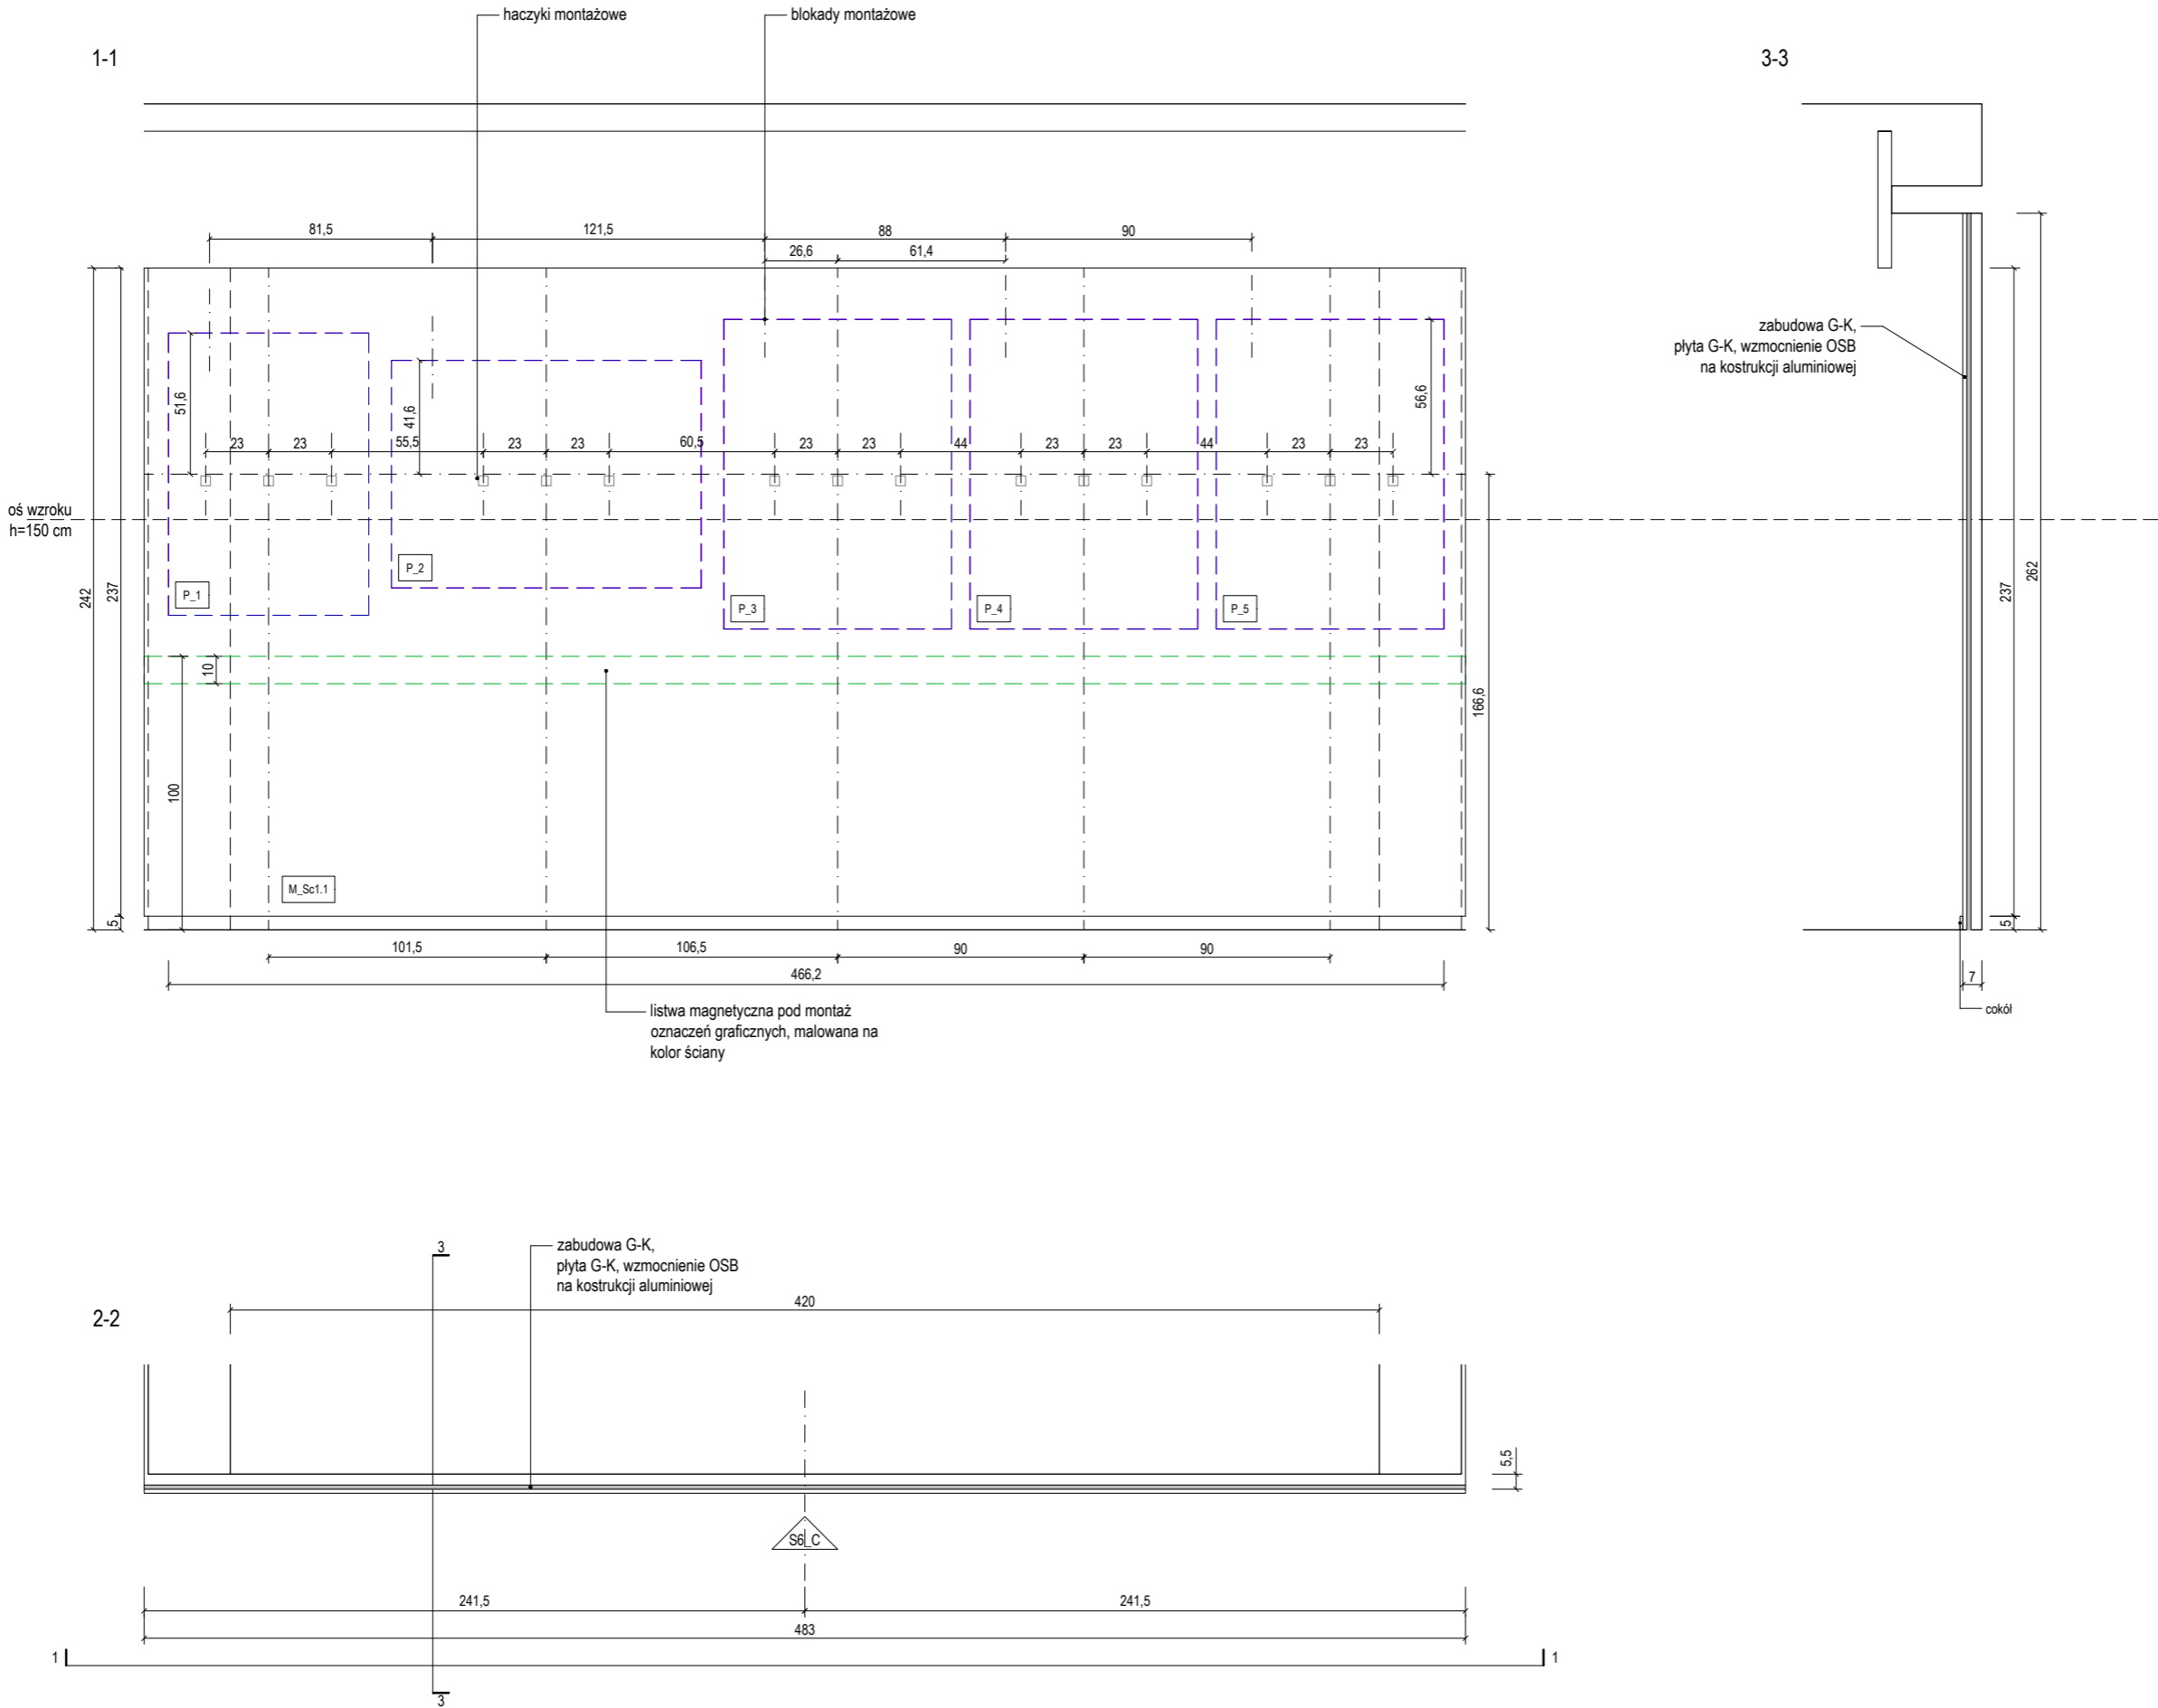 haczyki montażowe
blokady montażowe
1-1
3-3
81,5
121,5
88
90
26,6
61,4
51,6
41,6
56,6
23
23
55,5
23
23
60,5
23
23
44
23
23
44
23
23
zabudowa G-K,
płyta G-K, wzmocnienie OSB
na kostrukcji aluminiowej
oś wzroku
h=150 cm
P_1
P_2
P_3
P_4
P_5
242
237
10
100
166,6
237
262
M_Sc1.1
5
5
101,5
106,5
90
90
466,2
7
cokół
listwa magnetyczna pod montaż
oznaczeń graficznych, malowana na
kolor ściany
3
zabudowa G-K,
płyta G-K, wzmocnienie OSB
na kostrukcji aluminiowej
2-2
420
5,5
S6_C
241,5
241,5
483
1
1
3